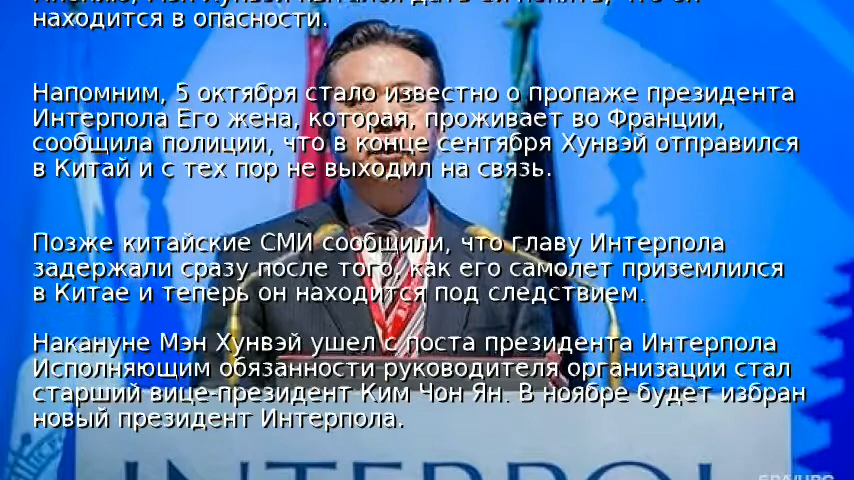 находится в опасности.
Напомним, 5 октября стало известно о пропаже президента
Интерпола Его жена, которая, проживает во Франции,
сообщила полиции, что в конце сентября Хунвэй отправился
в Китай и с тех пор не выходил на связь.
Позже китайские СМИ сообщили, что главу Интерпола
задержали сразу после того, как его самолет приземлился
в Китае и теперь он находится под следствием.
Накануне Мэн Хунвэй ушел с поста президента Интерпола
Исполняющим обязанности руководителя организации стал
старший вице-президент Ким Чон Ян. В ноябре будет избран
новый президент Интерпола.
INTERPOL